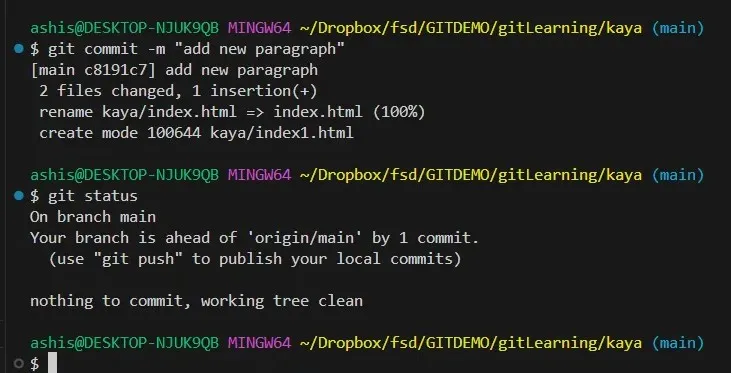 ashis@DESKTOP-NJUK9QB MINGW64 ~/Dropbox/fsd/GITDEMO/gitLearning/kaya (main)
$ git commit -m "add new paragraph"
[main c8191c7] add new paragraph
 2 files changed, 1 insertion(+)
 rename kaya/index.html => index.html (100%)
 create mode 100644 kaya/index1.html

ashis@DESKTOP-NJUK9QB MINGW64 ~/Dropbox/fsd/GITDEMO/gitLearning/kaya (main)
$ git status
On branch main
Your branch is ahead of 'origin/main' by 1 commit.
  (use "git push" to publish your local commits)

nothing to commit, working tree clean

ashis@DESKTOP-NJUK9QB MINGW64 ~/Dropbox/fsd/GITDEMO/gitLearning/kaya (main)
$